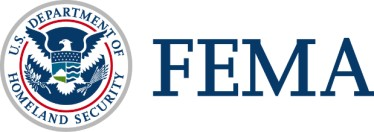 U.S. DEPARTMENT OF
HOMELAND SECURITY
FEMA